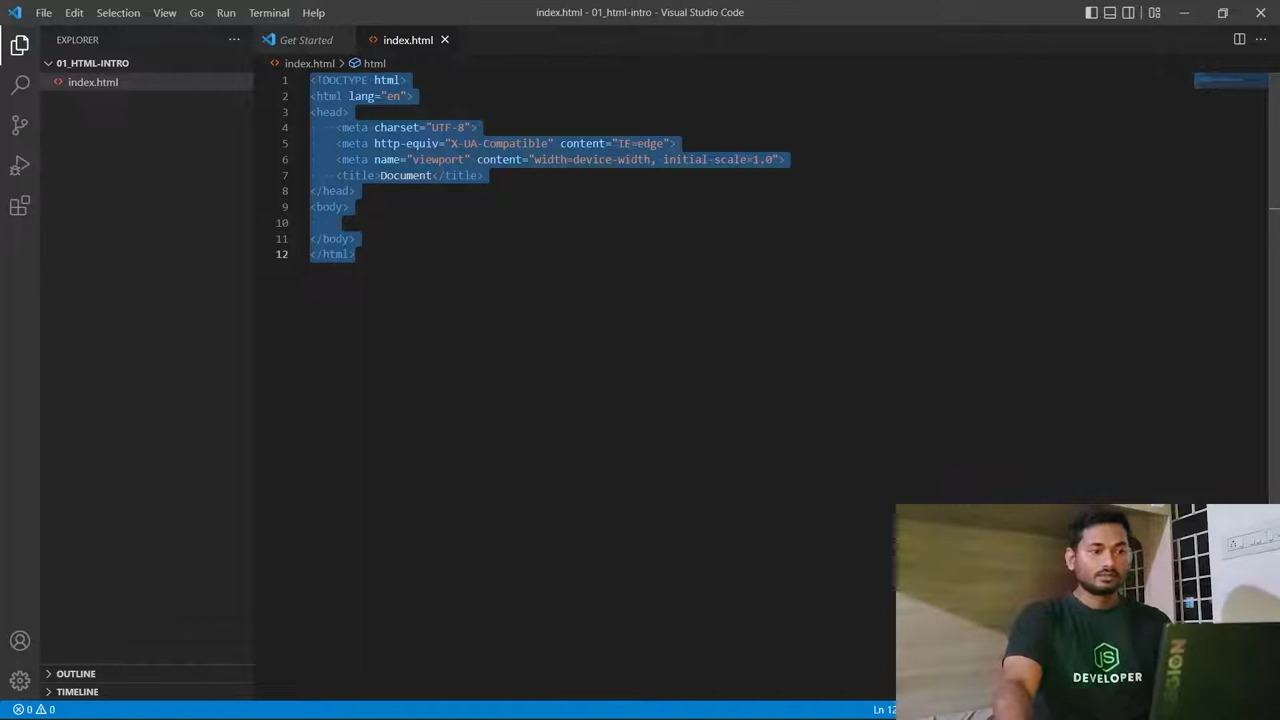 File Edit Selection View Go Run Terminal Help
index.html - 01_html-intro - Visual Studio Code
EXPLORER
Get Started
index.html
01_HTML-INTRO
index.html
index.html
html
1 <!DOCTYPE html>
2 <html lang="en">
3 <head>
4 <meta charset="UTF-8">
5 <meta http-equiv="X-UA-Compatible" content="IE=edge">
6 <meta name="viewport" content="width=device-width, initial-scale=1.0">
7 <title>Document</title>
8 </head>
9 <body>
10
11 </body>
12 </html>
OUTLINE
TIMELINE
0 0
Ln 12
JS
DEVELOPER
LEGION